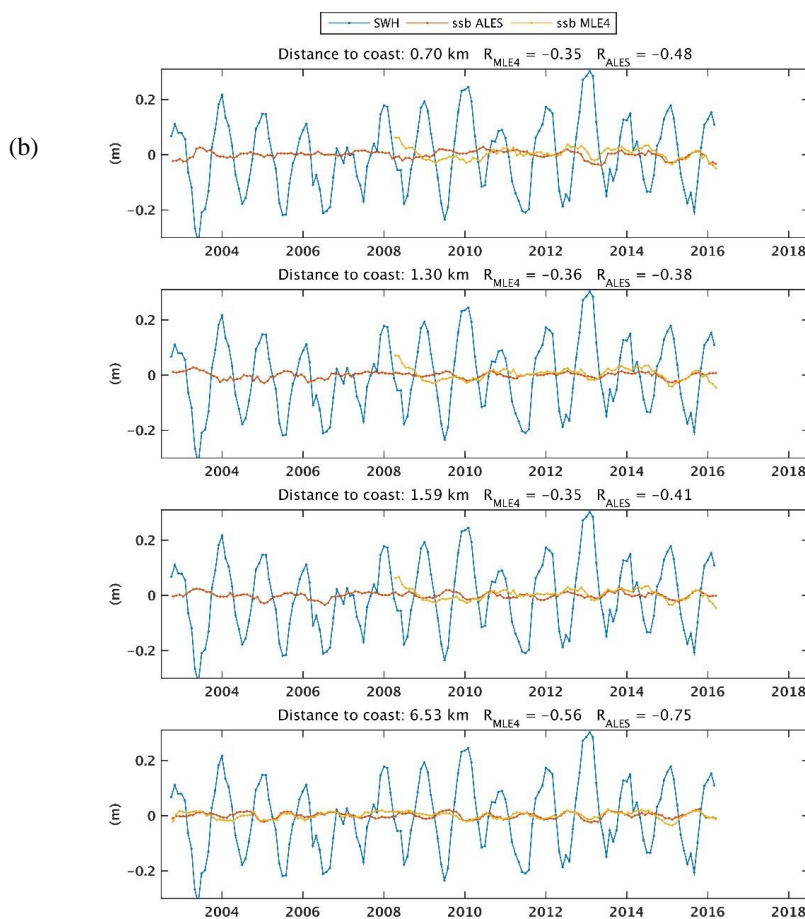 SWH ssb ALES ssb MLE4
Distance to coast: 0.70 km R_MLE4 = −0.35 R_ALES = −0.48
(b)
0.2
0
−0.2
(m)
2004 2006 2008 2010 2012 2014 2016 2018
Distance to coast: 1.30 km R_MLE4 = −0.36 R_ALES = −0.38
0.2
0
−0.2
(m)
2004 2006 2008 2010 2012 2014 2016 2018
Distance to coast: 1.59 km R_MLE4 = −0.35 R_ALES = −0.41
0.2
0
−0.2
(m)
2004 2006 2008 2010 2012 2014 2016 2018
Distance to coast: 6.53 km R_MLE4 = −0.56 R_ALES = −0.75
0.2
0
−0.2
(m)
2004 2006 2008 2010 2012 2014 2016 2018